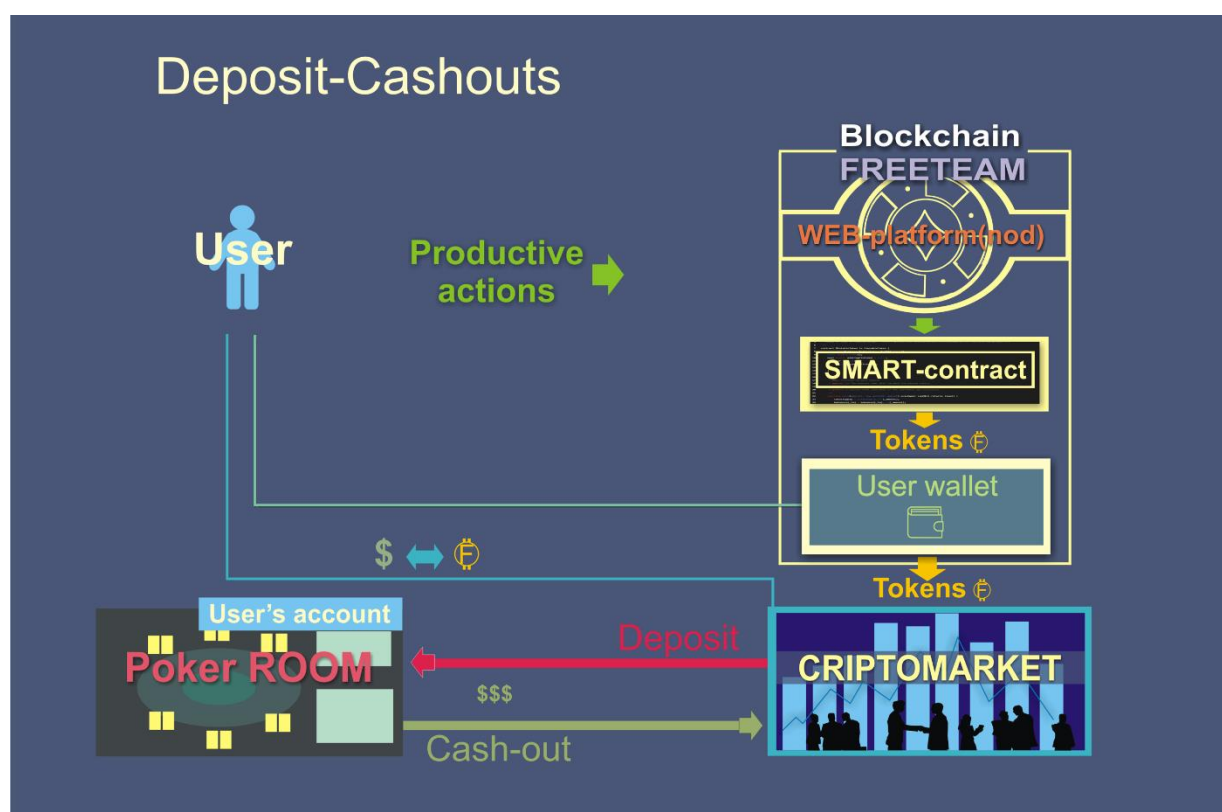 Deposit-Cashouts
Blockchain
FREETEAM
WEB-platform(nod)
User
Productive
actions
SMART-contract
Tokens
User wallet
$
Tokens
User's account
Poker ROOM
Deposit
CRIPTOMARKET
$$$
Cash-out